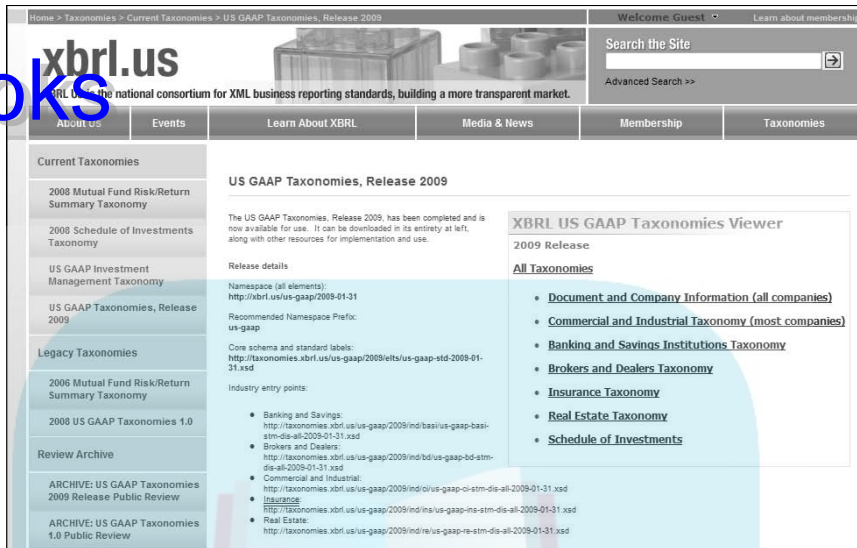 Home > Taxonomies > Current Taxonomies > US GAAP Taxonomies, Release 2009
Welcome Guest
Learn about membership
xbrl.us
oks
XBRL US is the national consortium for XML business reporting standards, building a more transparent market.
Search the Site
Advanced Search >>
About Us
Events
Learn About XBRL
Media & News
Membership
Taxonomies
Current Taxonomies
2008 Mutual Fund Risk/Return
Summary Taxonomy
2008 Schedule of Investments
Taxonomy
US GAAP Investment
Management Taxonomy
US GAAP Taxonomies, Release
2009
Legacy Taxonomies
2006 Mutual Fund Risk/Return
Summary Taxonomy
2008 US GAAP Taxonomies 1.0
Review Archive
ARCHIVE: US GAAP Taxonomies
2009 Release Public Review
ARCHIVE: US GAAP Taxonomies
1.0 Public Review
US GAAP Taxonomies, Release 2009
The US GAAP Taxonomies, Release 2009, has been completed and is
now available for use. It can be downloaded in its entirety at left,
along with other resources for implementation and use.
Release details
Namespace (all elements):
http://xbrl.us/us-gaap/2009-01-31
Recommended Namespace Prefix:
us-gaap
Core schema and standard labels:
http://taxonomies.xbrl.us/us-gaap/2009/elts/us-gaap-std-2009-01-
31.xsd
Industry entry points:
Banking and Savings:
http://taxonomies.xbrl.us/us-gaap/2009/ind/basi/us-gaap-basi-
stm-dis-all-2009-01-31.xsd
Brokers and Dealers:
http://taxonomies.xbrl.us/us-gaap/2009/ind/bd/us-gaap-bd-stm-
dis-all-2009-01-31.xsd
Commercial and Industrial:
http://taxonomies.xbrl.us/us-gaap/2009/ind/ci/us-gaap-ci-stm-dis-all-2009-01-31.xsd
Insurance:
http://taxonomies.xbrl.us/us-gaap/2009/ind/ins/us-gaap-ins-stm-dis-all-2009-01-31.xsd
Real Estate:
http://taxonomies.xbrl.us/us-gaap/2009/ind/re/us-gaap-re-stm-dis-all-2009-01-31.xsd
XBRL US GAAP Taxonomies Viewer
2009 Release
All Taxonomies
Document and Company Information (all companies)
Commercial and Industrial Taxonomy (most companies)
Banking and Savings Institutions Taxonomy
Brokers and Dealers Taxonomy
Insurance Taxonomy
Real Estate Taxonomy
Schedule of Investments